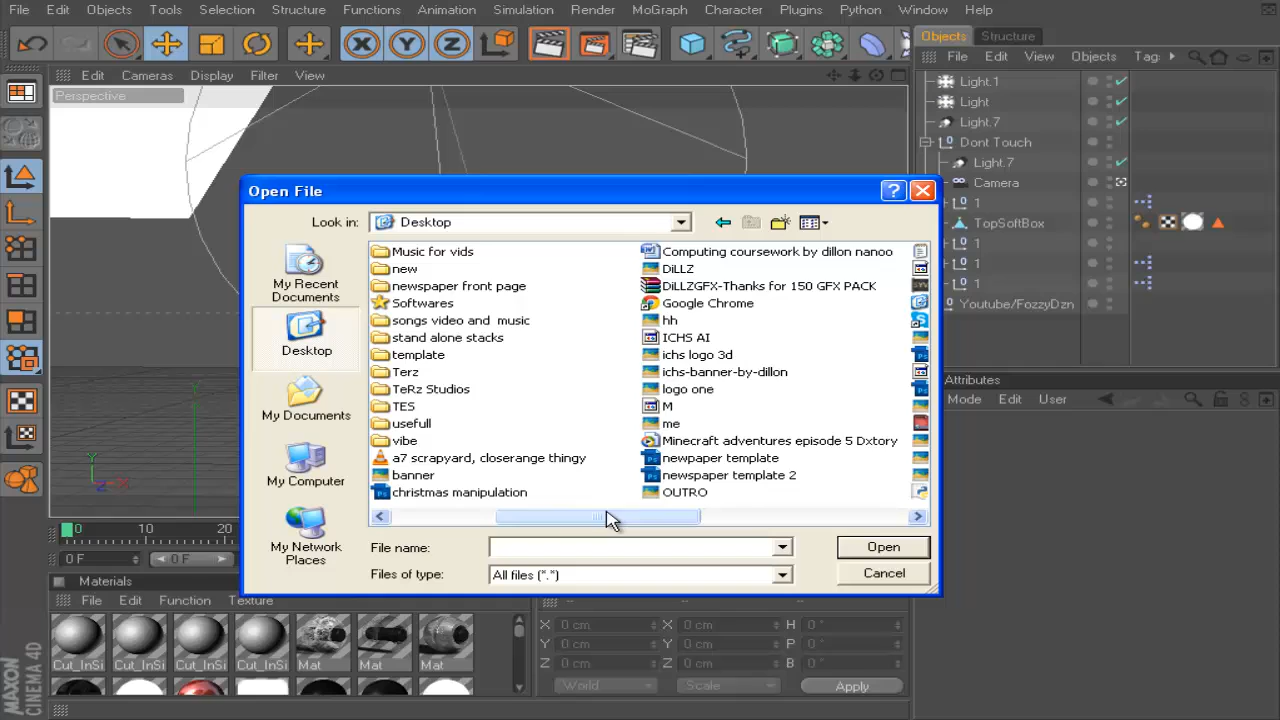 File Edit Objects Tools Selection Structure Functions Animation Simulation Render MoGraph Character Plugins Python Window Help
X Y Z
Objects Structure
Edit Cameras Display Filter View
File Edit View Objects Tag
Perspective
Light.1
Light
Light.7
Dont Touch
Light.7
Camera
1
TopSoftBox
1
1
1
Youtube/FozzyDzn
Open File
Look in: Desktop
My Recent Documents
Desktop
My Documents
My Computer
My Network Places
Music for vids
new
newspaper front page
Softwares
songs video and music
stand alone stacks
template
Terz
TeRz Studios
TES
usefull
vibe
a7 scrapyard, closerange thingy
banner
christmas manipulation
Computing coursework by dillon nanoo
DiLLZ
DiLLZGFX-Thanks for 150 GFX PACK
Google Chrome
hh
ICHS AI
ichs logo 3d
ichs-banner-by-dillon
logo one
M
me
Minecraft adventures episode 5 Dxtory
newpaper template
newspaper template 2
OUTRO
File name: Open
Files of type: All files (*.*) Cancel
Attributes
Mode Edit User
Y X Z
0 10 20
0 F 0 F
Materials
File Edit Function Texture
Cut_InSi Cut_InSi Cut_InSi Cut_InSi Mat Mat Mat
X 0 cm X 0 cm H 0 °
Y 0 cm Y 0 cm P 0 °
Z 0 cm Z 0 cm B 0 °
World Scale Apply
MAXON
CINEMA 4D